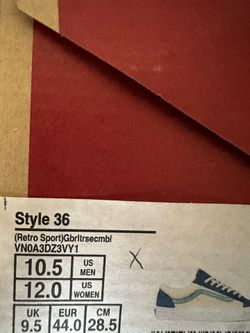 Style 36
(Retro Sport)Gbrltrsecmbl
VN0A3DZ3VY1
10.5 US MEN
12.0 US WOMEN
UK EUR CM
9.5 44.0 28.5
X